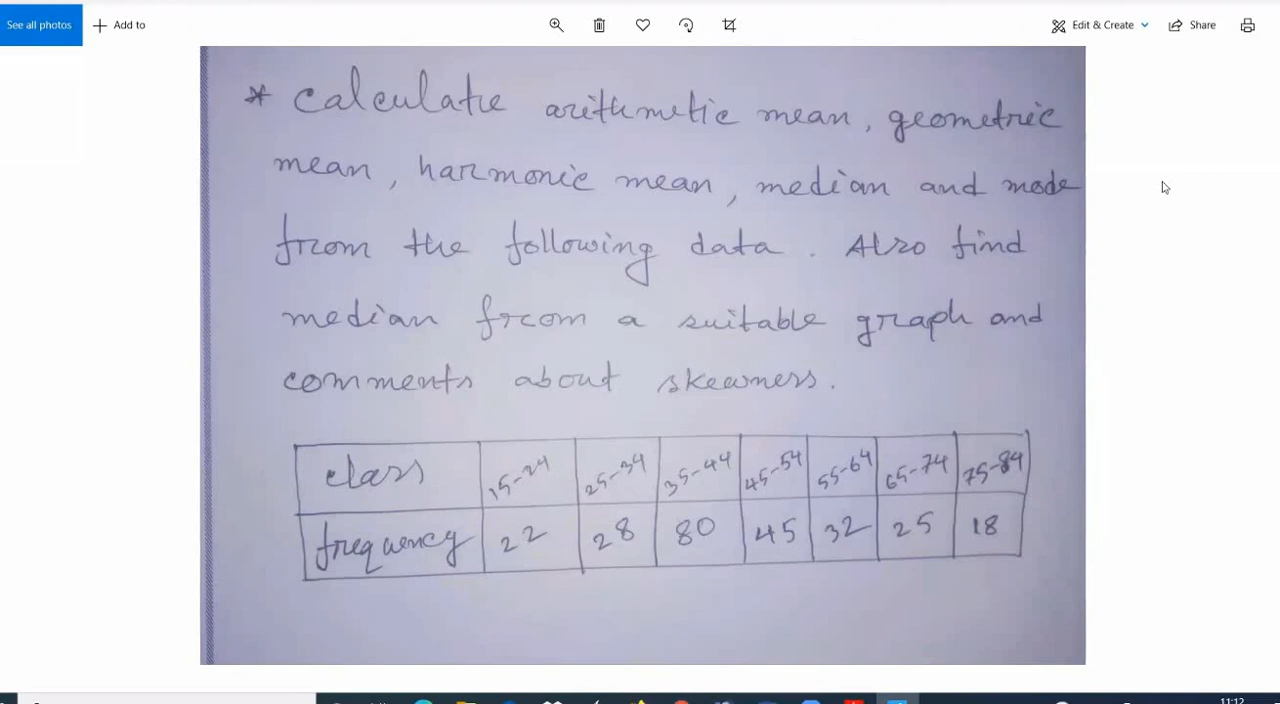 See all photos + Add to Edit & Create Share
* Calculate arithmetic mean, geometric
mean, harmonic mean, median and mode
from the following data. Also find
median from a suitable graph and
comments about skewness.
class 15-24 25-34 35-44 45-54 55-64 65-74 75-84
frequency 22 28 80 45 32 25 18
11:12